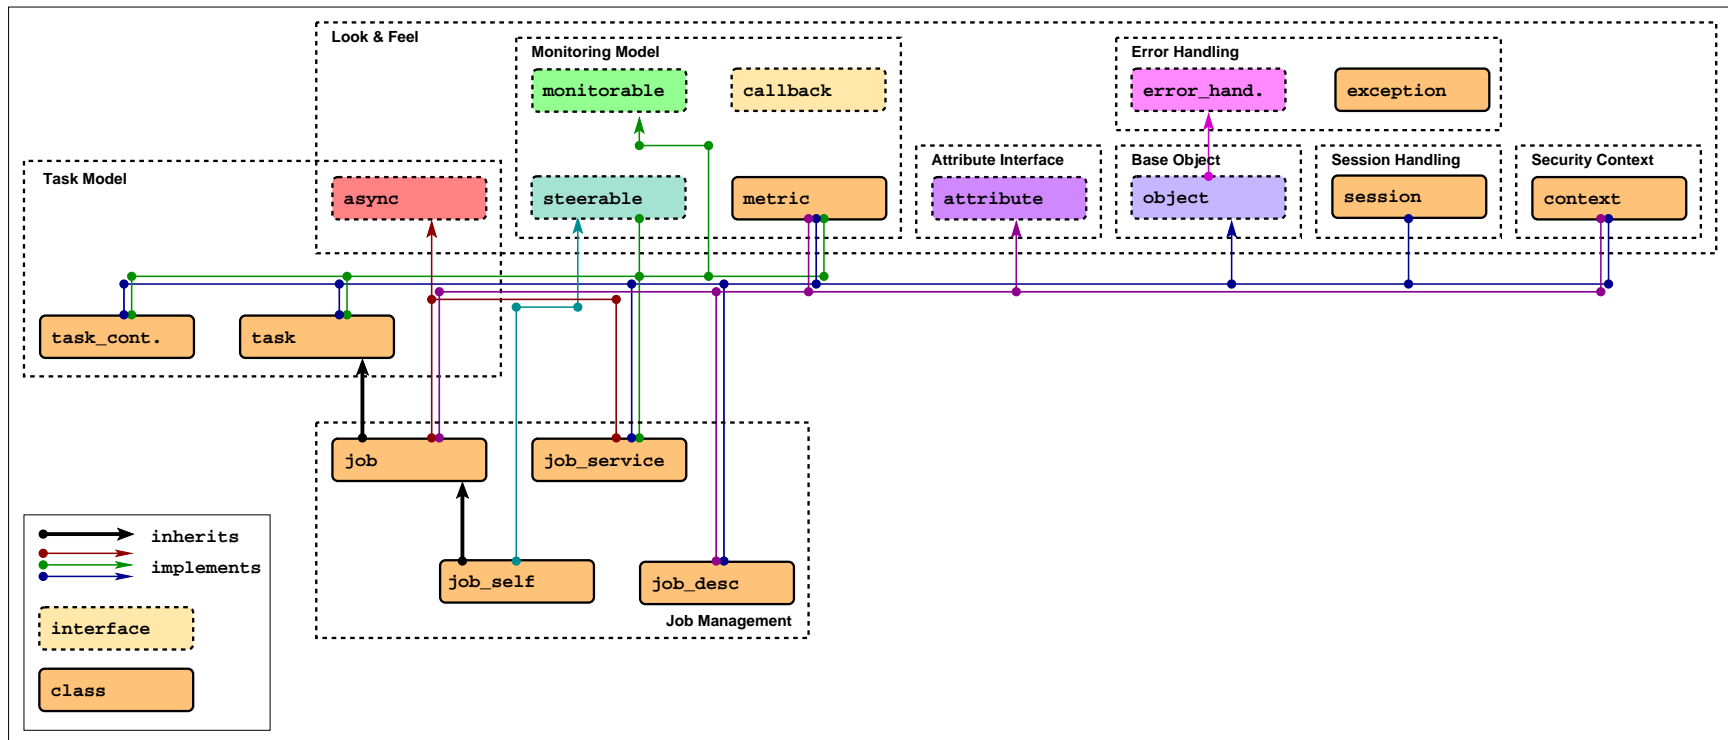 Look & Feel
Monitoring Model
Error Handling
monitorable
callback
error_hand.
exception
Task Model
Attribute Interface
Base Object
Session Handling
Security Context
async
steerable
metric
attribute
object
session
context
task_cont.
task
job
job_service
job_self
job_desc
Job Management
inherits
implements
interface
class